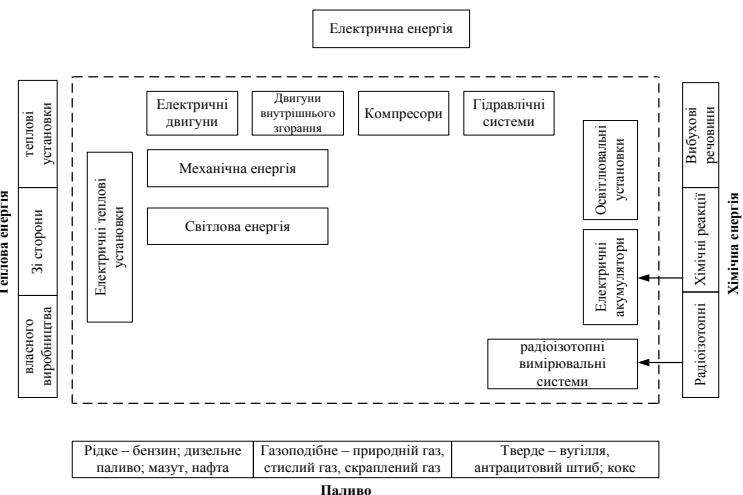 Електрична енергія
Теплова енергія
теплові
установки
Зі сторони
власного
виробництва
Електричні
двигуни
Двигуни
внутрішнього
згорання
Компресори
Гідравлічні
системи
Електричні теплові
установки
Механічна енергія
Світлова енергія
Освітлювальні
установки
Електричні
акумулятори
радіоізотопні
вимірювальні
системи
Вибухові
речовини
Хімічні реакції
Радіоізотопні
Хімічна енергія
Рідке – бензин; дизельне
паливо; мазут, нафта
Газоподібне – природній газ,
стислий газ, скраплений газ
Тверде – вугілля,
антрацитовий штиб; кокс
Паливо